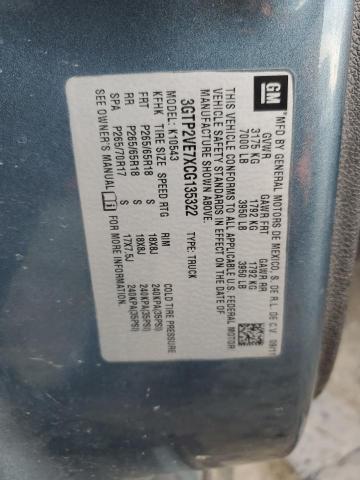 GM
MFD BY GENERAL MOTORS DE MEXICO, S. DE R.L. DE C.V. 09/11
GVWR GAWR FRT GAWR RR
3175 KG 1792 KG 1792 KG
7000 LB 3950 LB 3950 LB
THIS VEHICLE CONFORMS TO ALL APPLICABLE U.S. FEDERAL MOTOR
VEHICLE SAFETY STANDARDS IN EFFECT ON THE DATE OF
MANUFACTURE SHOWN ABOVE.
3GTP2VE7XCG135322 TYPE: TRUCK
MODEL: K10543
KFHK TIRE SIZE SPEED RTG RIM COLD TIRE PRESSURE
FRT P265/65R18 S 18X8J 240KPA(35PSI)
RR P265/65R18 S 18X8J 240KPA(35PSI)
SPA P265/70R17 S 17X7.5J 240KPA(35PSI)
SEE OWNER'S MANUAL